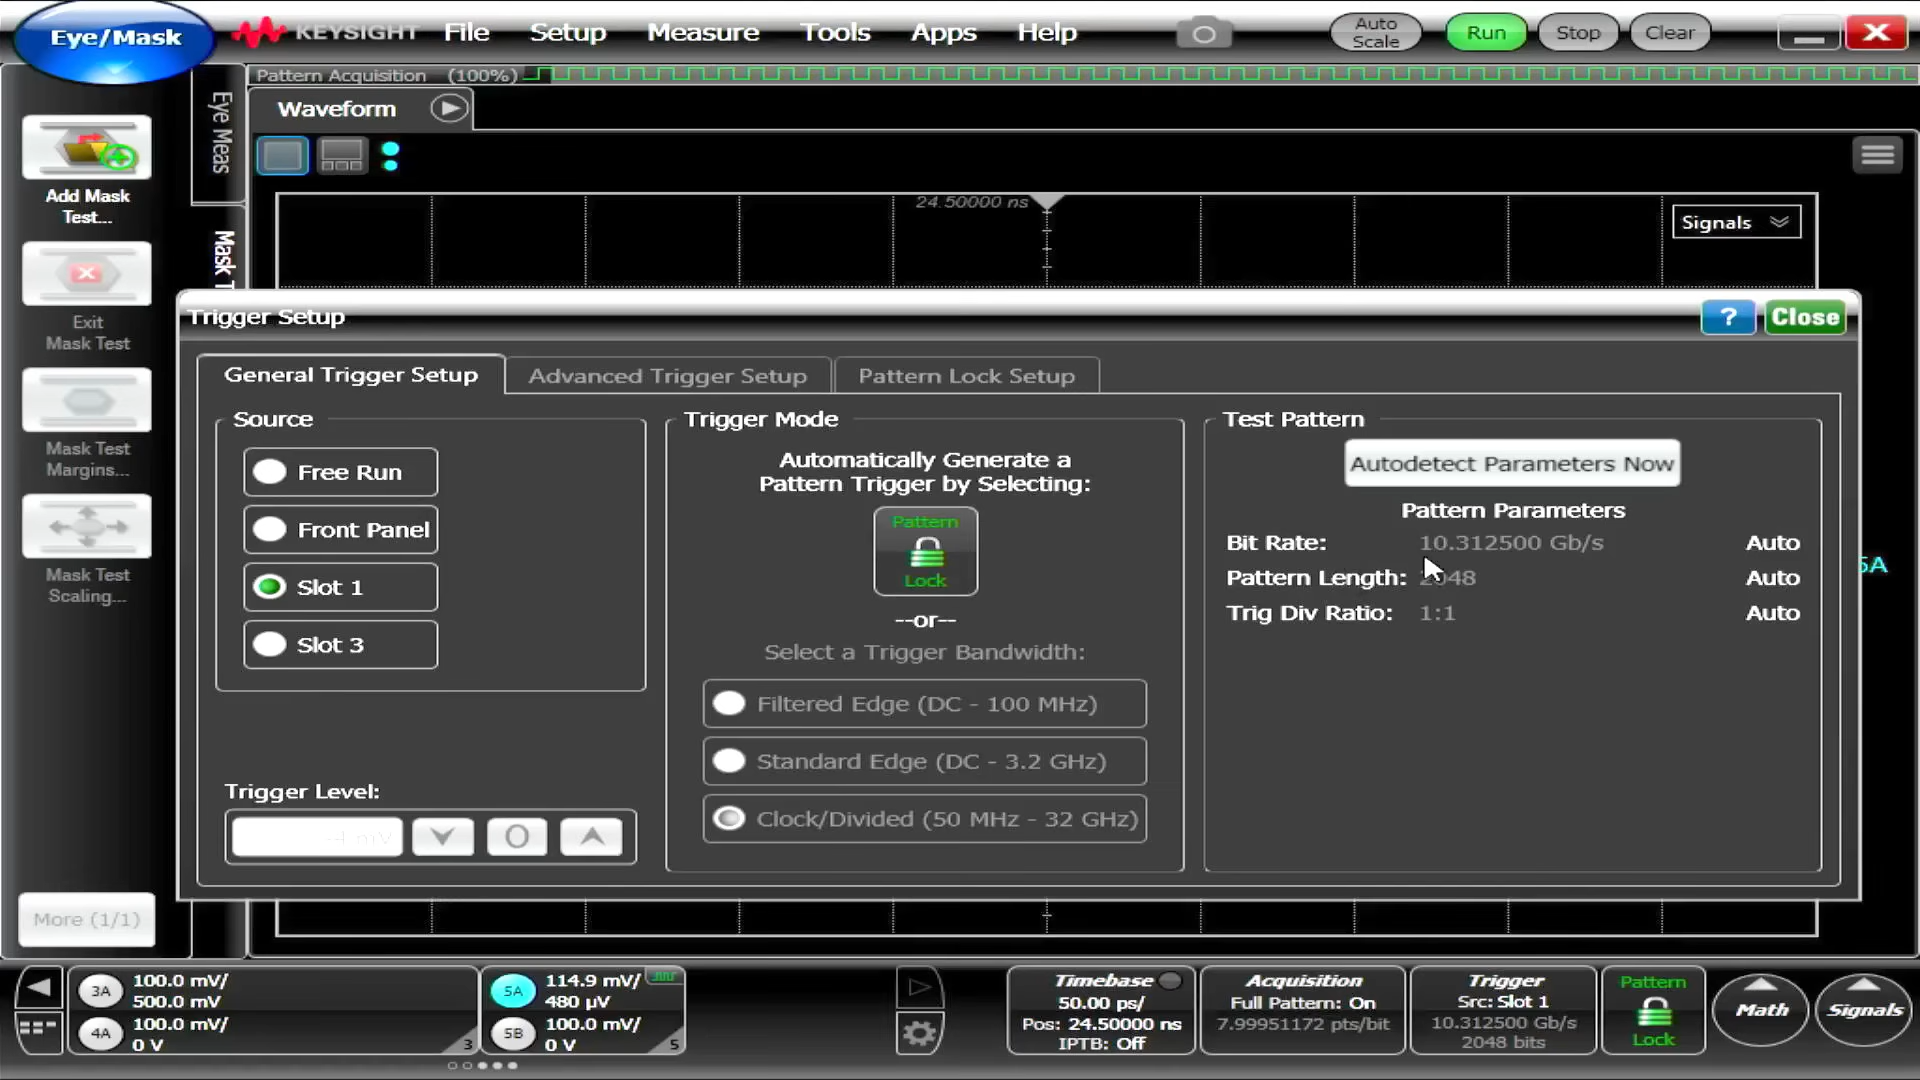 Eye/Mask
KEYSIGHT
File Setup Measure Tools Apps Help
Auto
Scale
Run
Stop
Clear
Pattern Acquisition (100%)
Waveform
Eye Meas
Add Mask
Test...
24.50000 ns
Signals
Exit
Mask Test
Trigger Setup
?
Close
General Trigger Setup
Advanced Trigger Setup
Pattern Lock Setup
Source
Free Run
Front Panel
Slot 1
Slot 3
Trigger Level:
Trigger Mode
Automatically Generate a
Pattern Trigger by Selecting:
Pattern
Lock
--or--
Select a Trigger Bandwidth:
Filtered Edge (DC - 100 MHz)
Standard Edge (DC - 3.2 GHz)
Clock/Divided (50 MHz - 32 GHz)
Test Pattern
Autodetect Parameters Now
Pattern Parameters
Bit Rate: 10.312500 Gb/s Auto
Pattern Length: 2048 Auto
Trig Div Ratio: 1:1 Auto
5A
Mask Test
Margins...
Mask Test
Scaling...
More (1/1)
3A 100.0 mV/
500.0 mV
4A 100.0 mV/
0 V
3
5A 114.9 mV/
480 µV
5B 100.0 mV/
0 V
5
Timebase
50.00 ps/
Pos: 24.50000 ns
IPTB: Off
Acquisition
Full Pattern: On
7.99951172 pts/bit
Trigger
Src: Slot 1
10.312500 Gb/s
2048 bits
Pattern
Lock
Math
Signals